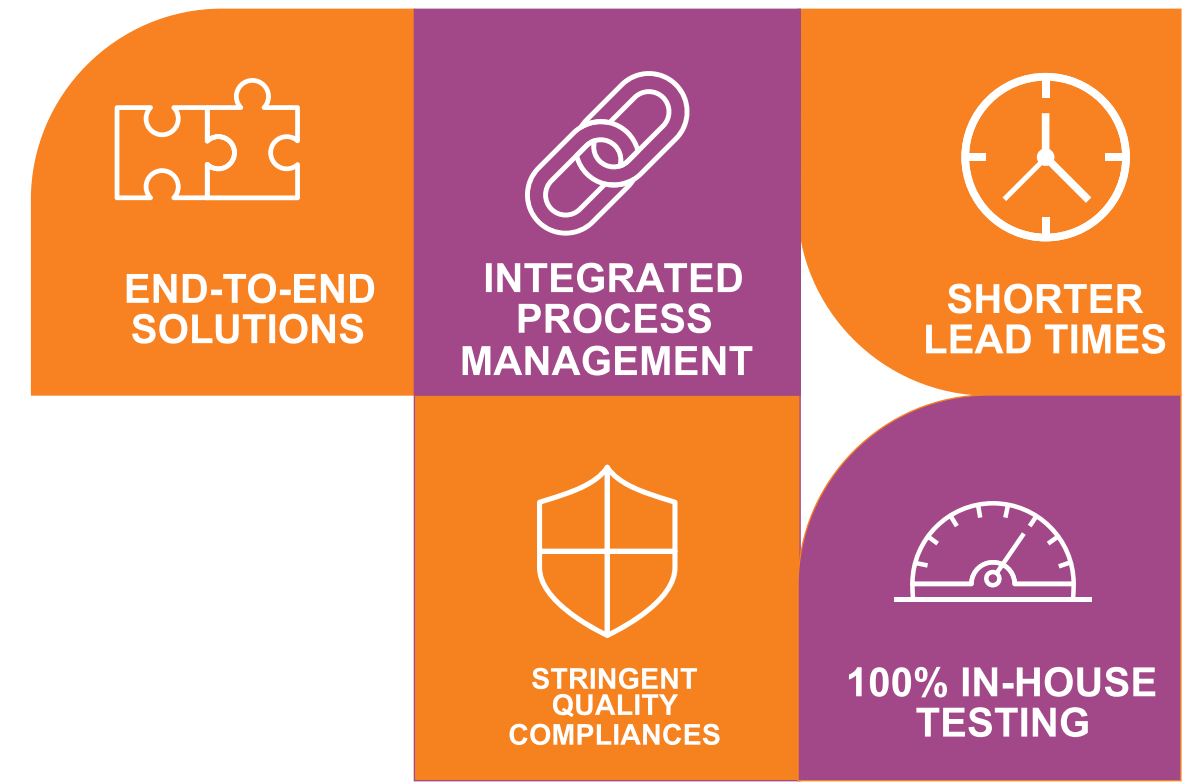 END-TO-END
SOLUTIONS
INTEGRATED
PROCESS
MANAGEMENT
SHORTER
LEAD TIMES
STRINGENT
QUALITY
COMPLIANCES
100% IN-HOUSE
TESTING